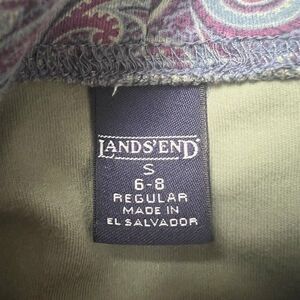 LANDS'END
S
6-8
REGULAR
MADE IN
EL SALVADOR